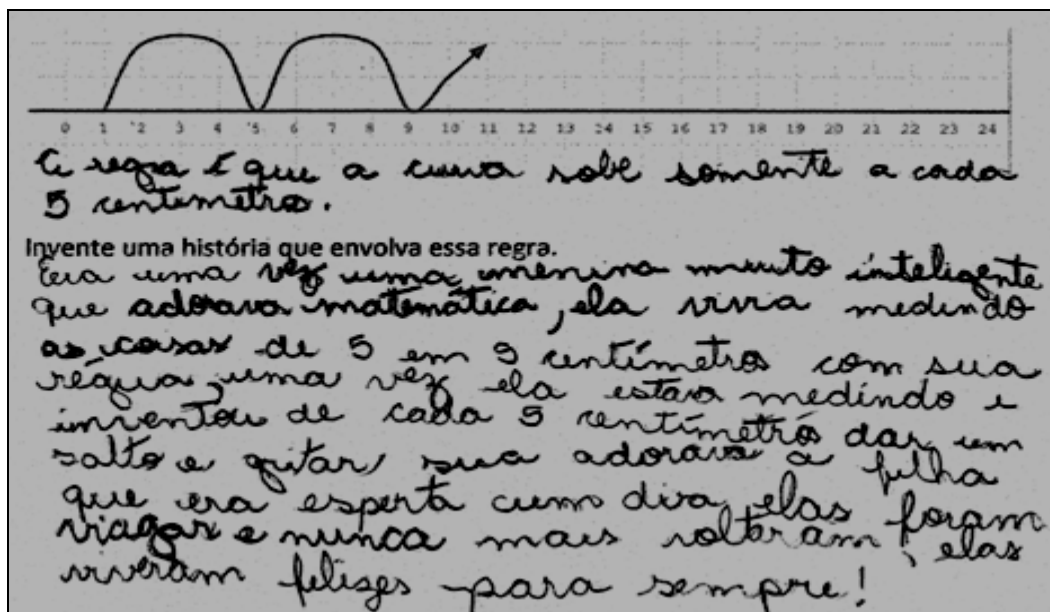 0 1 2 3 4 5 6 7 8 9 10 11 12 13 14 15 16 17 18 19 20 21 22 23 24
A regra é que a curva sobe somente a cada
5 centímetros.
Invente uma história que envolva essa regra.
Era uma vez uma menina muito inteligente
que adorava matemática, ela vivia medindo
as coisas de 5 em 5 centímetros com sua
régua, uma vez ela estava medindo e
inventou de cada 5 centímetros dar um
salto e gritar, sua adorava a filha
que era esperta cum dia, elas foram
viagar e nunca mais voltaram, elas
viveram felizes para sempre!